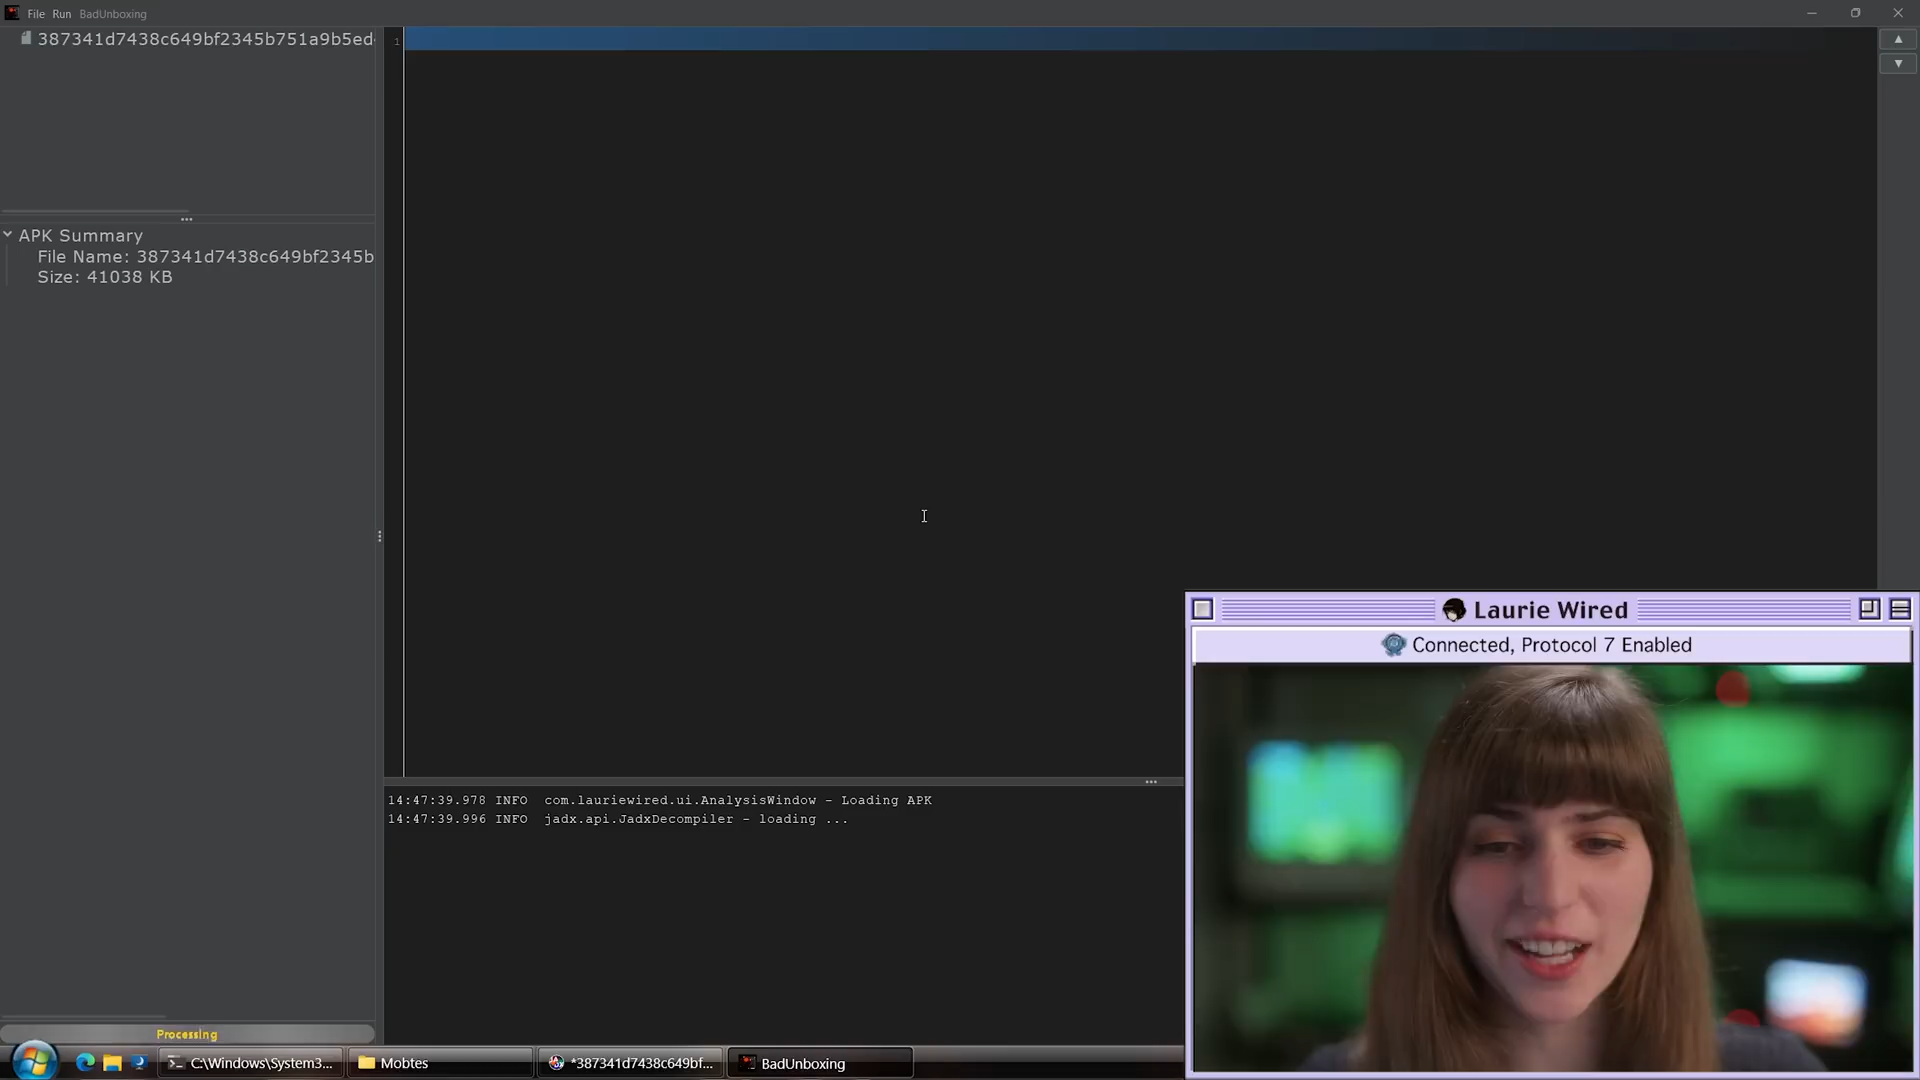 File Run BadUnboxing
387341d7438c649bf2345b751a9b5ed
1
APK Summary
File Name: 387341d7438c649bf2345b
Size: 41038 KB
14:47:39.978 INFO com.lauriewired.ui.AnalysisWindow - Loading APK
14:47:39.996 INFO jadx.api.JadxDecompiler - loading ...
Laurie Wired
Connected, Protocol 7 Enabled
Processing
C:\Windows\System3...
Mobtes
*387341d7438c649bf...
BadUnboxing